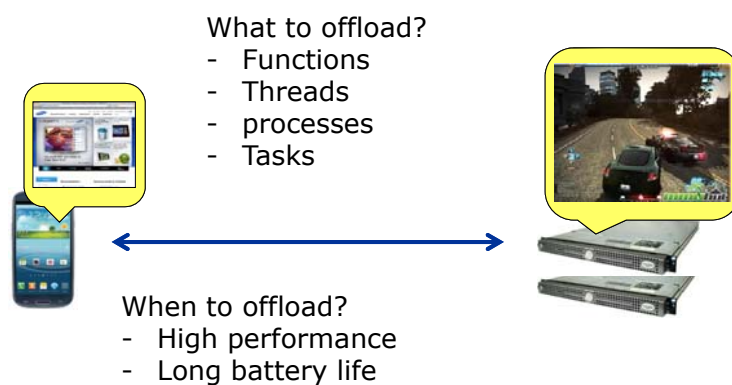 What to offload?
- Functions
- Threads
- processes
- Tasks
When to offload?
- High performance
- Long battery life